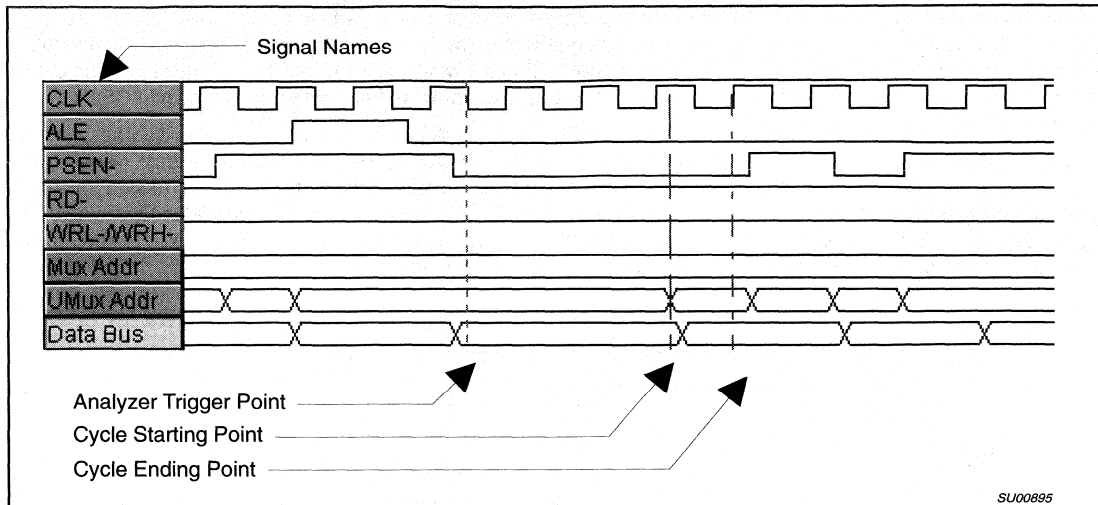 Signal Names
CLK
ALE
PSEN-
RD-
WRL-/WRH-
Mux Addr
UMux Addr
Data Bus
Analyzer Trigger Point
Cycle Starting Point
Cycle Ending Point
SU00895